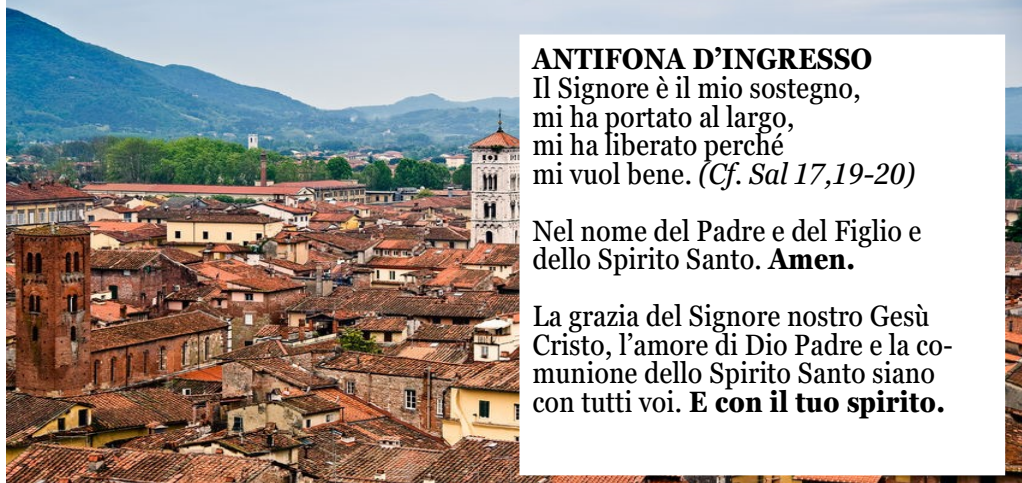 ANTIFONA D’INGRESSO
Il Signore è il mio sostegno,
mi ha portato al largo,
mi ha liberato perché
mi vuol bene. (Cf. Sal 17,19-20)
Nel nome del Padre e del Figlio e
dello Spirito Santo. Amen.
La grazia del Signore nostro Gesù
Cristo, l’amore di Dio Padre e la co-
munione dello Spirito Santo siano
con tutti voi. E con il tuo spirito.